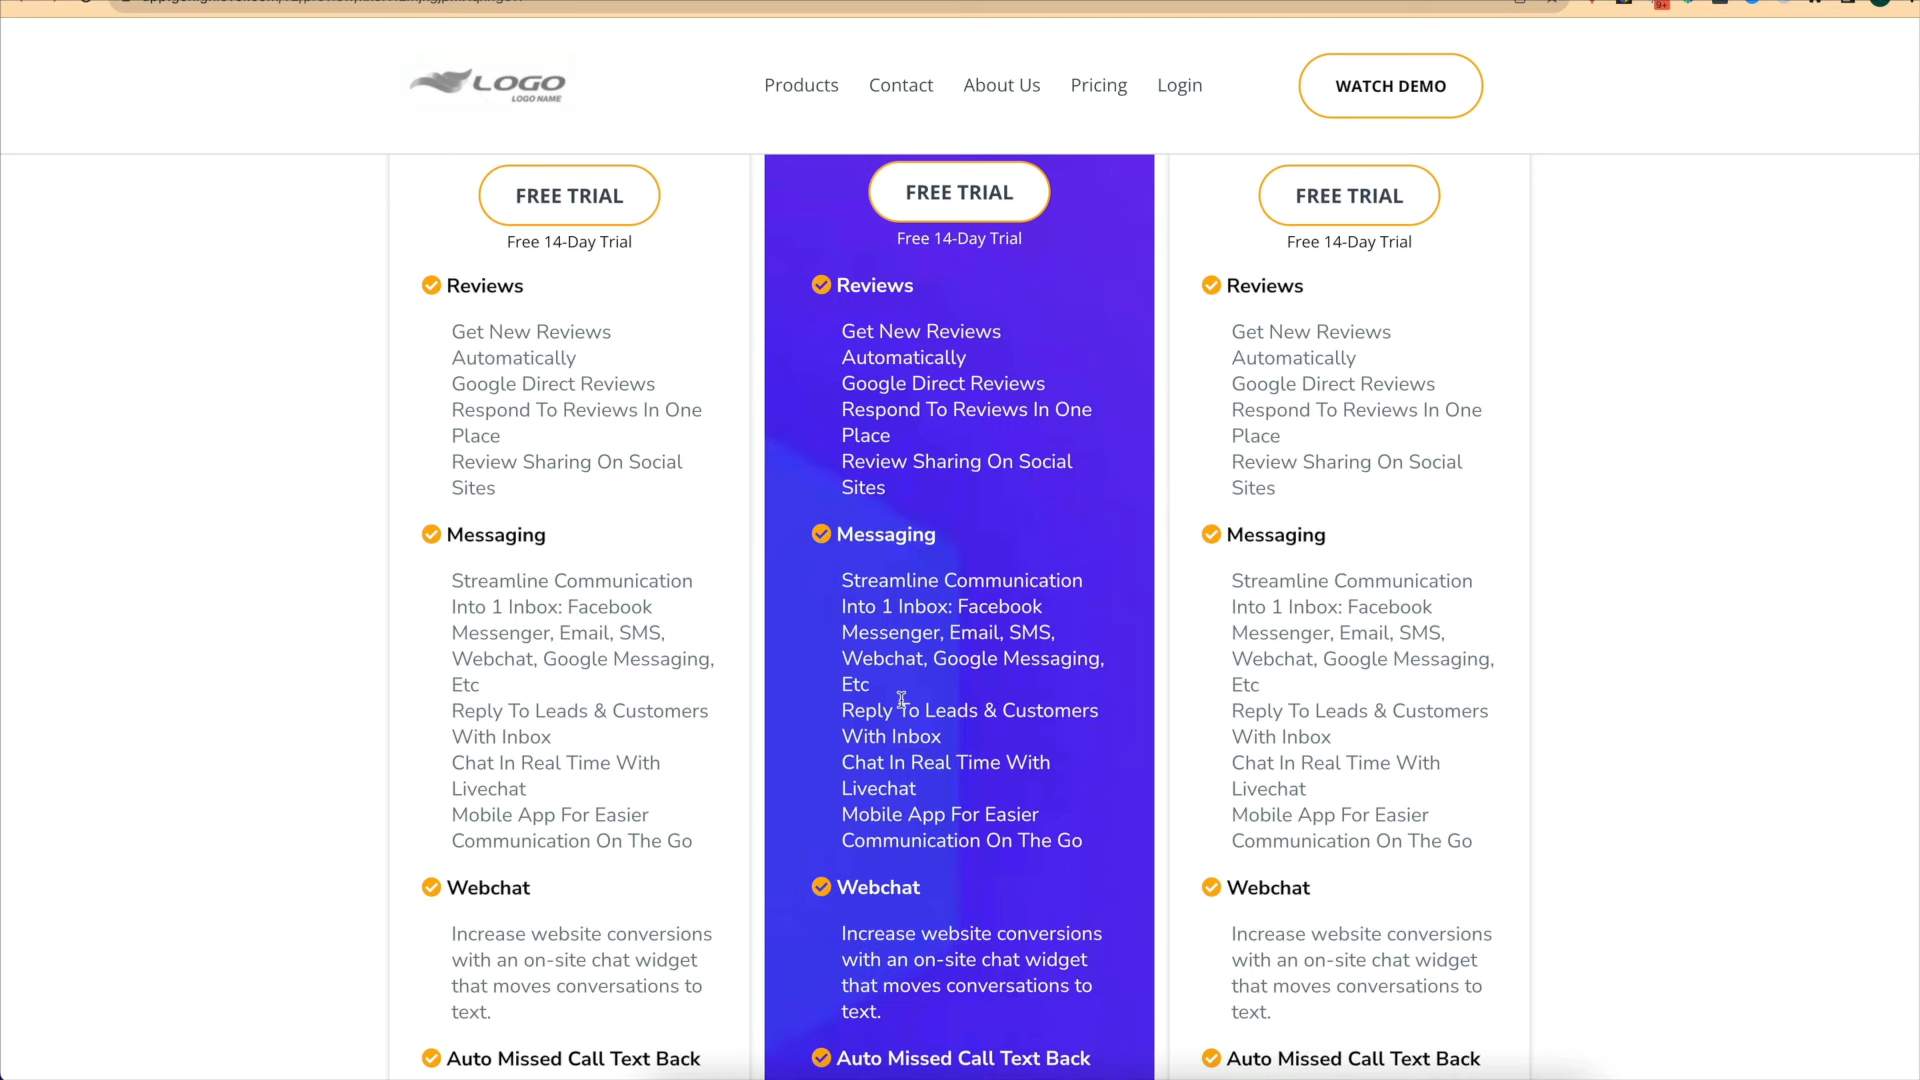 9+
LOGO
LOGO NAME
Products
Contact
About Us
Pricing
Login
WATCH DEMO
FREE TRIAL
Free 14-Day Trial
Reviews
Get New Reviews
Automatically
Google Direct Reviews
Respond To Reviews In One
Place
Review Sharing On Social
Sites
Messaging
Streamline Communication
Into 1 Inbox: Facebook
Messenger, Email, SMS,
Webchat, Google Messaging,
Etc
Reply To Leads & Customers
With Inbox
Chat In Real Time With
Livechat
Mobile App For Easier
Communication On The Go
Webchat
Increase website conversions
with an on-site chat widget
that moves conversations to
text.
Auto Missed Call Text Back
FREE TRIAL
Free 14-Day Trial
Reviews
Get New Reviews
Automatically
Google Direct Reviews
Respond To Reviews In One
Place
Review Sharing On Social
Sites
Messaging
Streamline Communication
Into 1 Inbox: Facebook
Messenger, Email, SMS,
Webchat, Google Messaging,
Etc
Reply To Leads & Customers
With Inbox
Chat In Real Time With
Livechat
Mobile App For Easier
Communication On The Go
Webchat
Increase website conversions
with an on-site chat widget
that moves conversations to
text.
Auto Missed Call Text Back
FREE TRIAL
Free 14-Day Trial
Reviews
Get New Reviews
Automatically
Google Direct Reviews
Respond To Reviews In One
Place
Review Sharing On Social
Sites
Messaging
Streamline Communication
Into 1 Inbox: Facebook
Messenger, Email, SMS,
Webchat, Google Messaging,
Etc
Reply To Leads & Customers
With Inbox
Chat In Real Time With
Livechat
Mobile App For Easier
Communication On The Go
Webchat
Increase website conversions
with an on-site chat widget
that moves conversations to
text.
Auto Missed Call Text Back